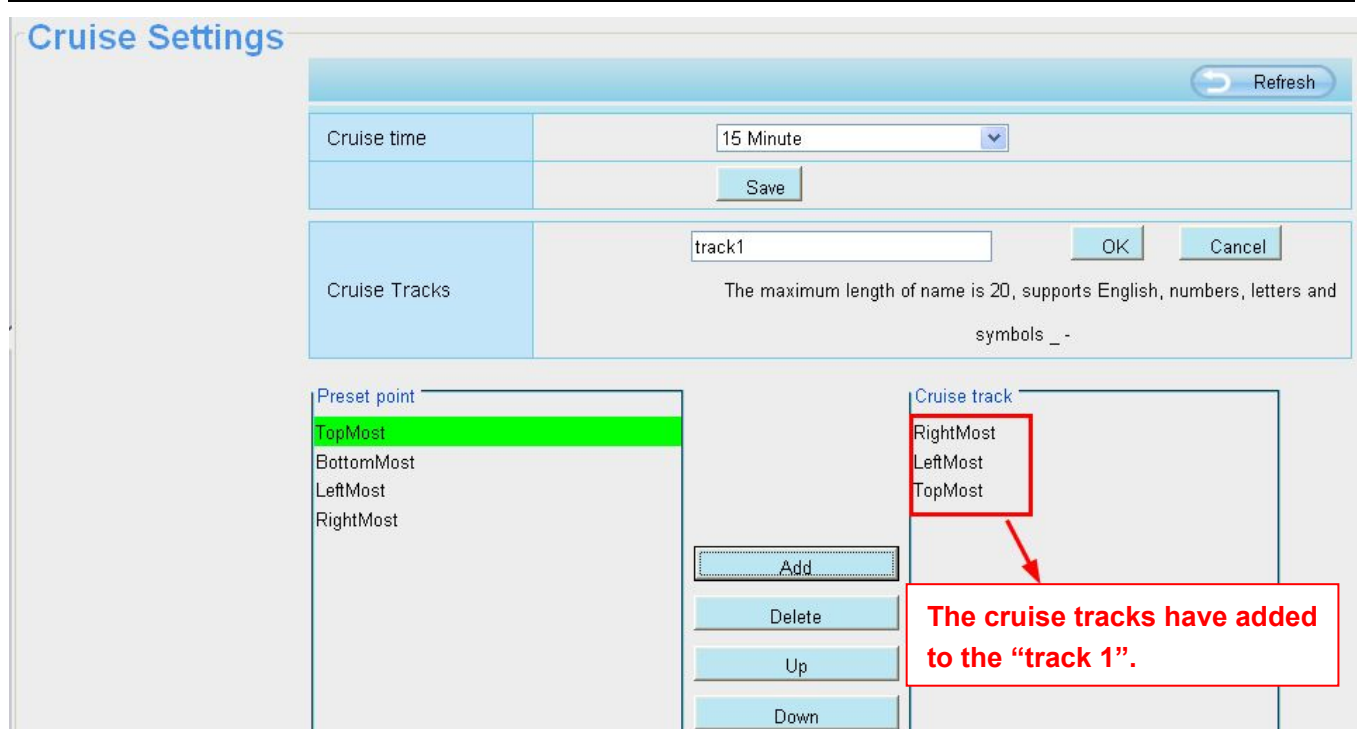 Cruise Settings
Refresh
Cruise time
15 Minute
Save
Cruise Tracks
track1
OK
Cancel
The maximum length of name is 20, supports English, numbers, letters and
symbols _ -
Preset point
TopMost
BottomMost
LeftMost
RightMost
Add
Delete
Up
Down
Cruise track
RightMost
LeftMost
TopMost
The cruise tracks have added
to the “track 1”.